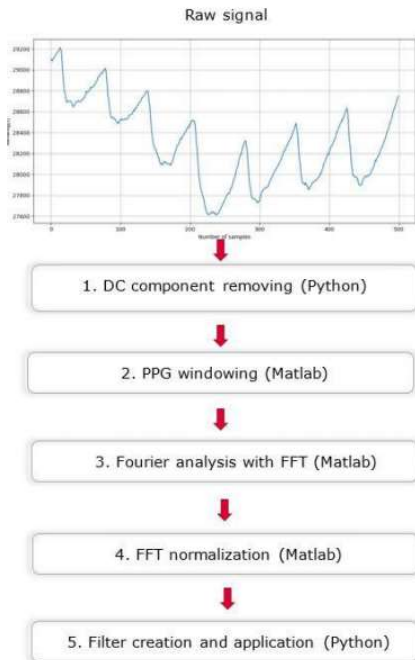 Raw signal
29200
29000
28800
28600
28400
28200
28000
27800
27600
0 100 200 300 400 500
Number of samples
1. DC component removing (Python)
2. PPG windowing (Matlab)
3. Fourier analysis with FFT (Matlab)
4. FFT normalization (Matlab)
5. Filter creation and application (Python)